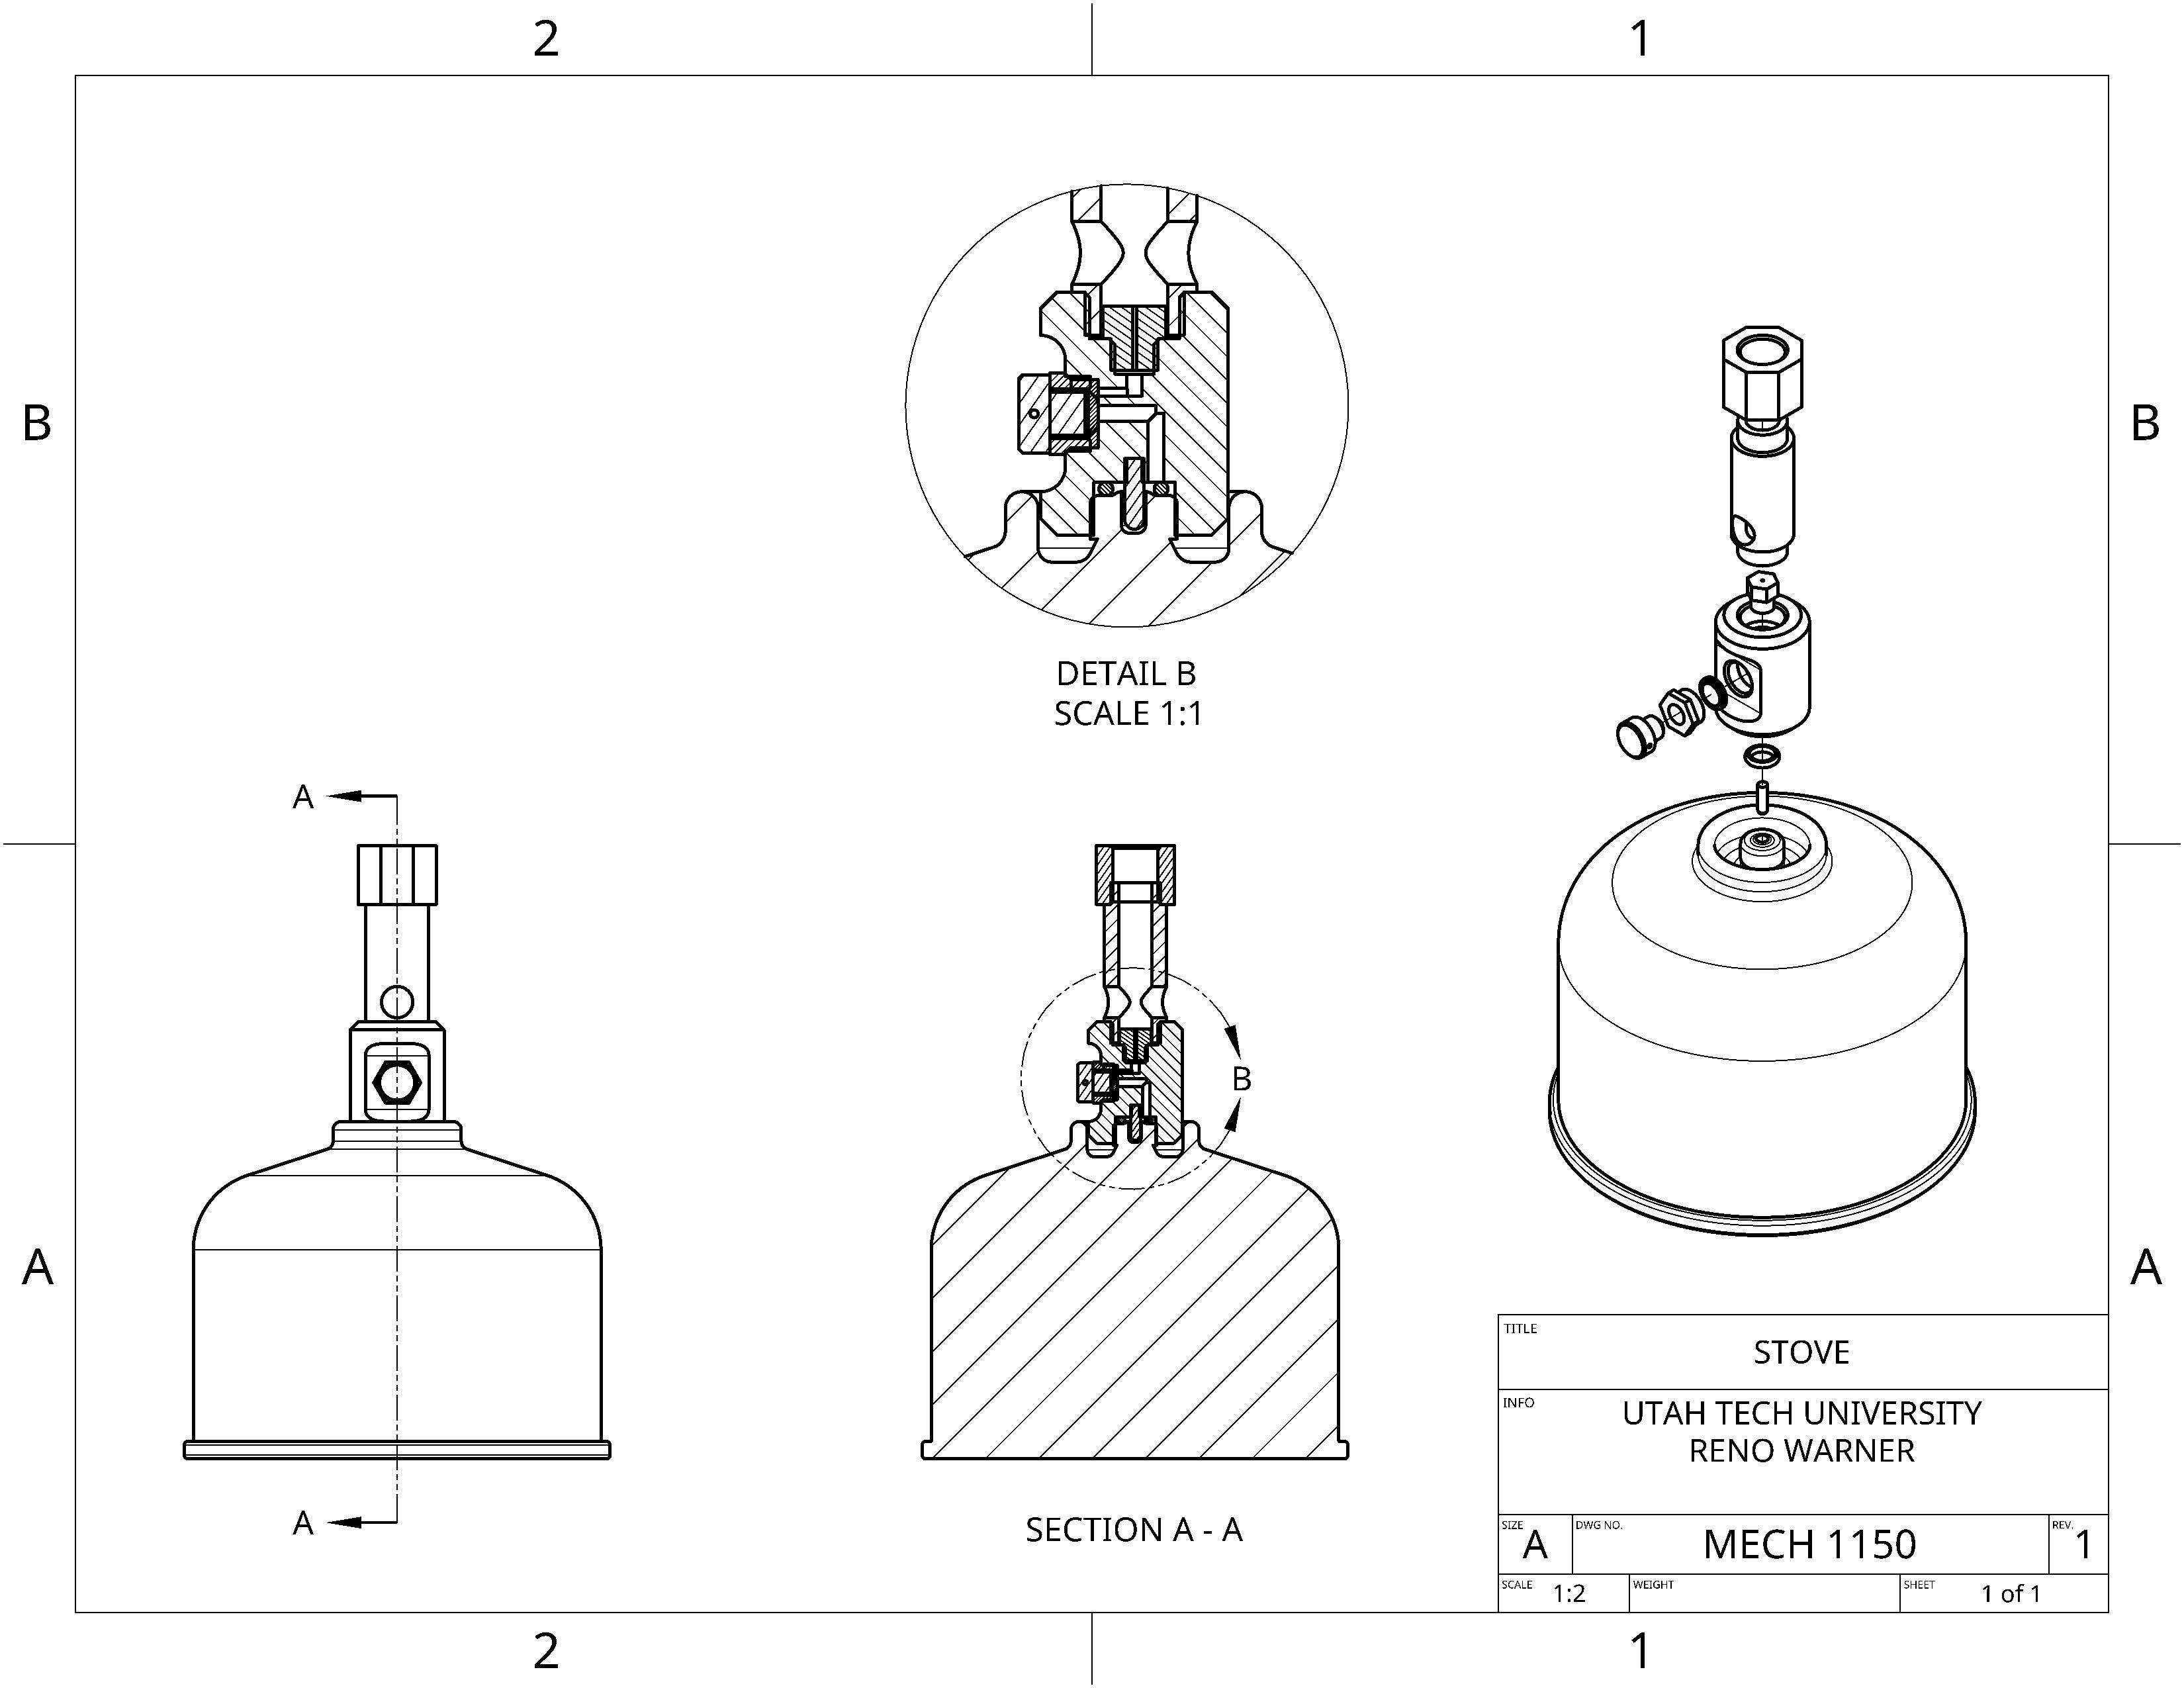 2
1
B
B
DETAIL B
SCALE 1:1
A
B
A
A
TITLE
STOVE
INFO
UTAH TECH UNIVERSITY
RENO WARNER
A
SECTION A - A
SIZE
A
DWG NO.
MECH 1150
REV.
1
SCALE
1:2
WEIGHT
SHEET
1 of 1
2
1